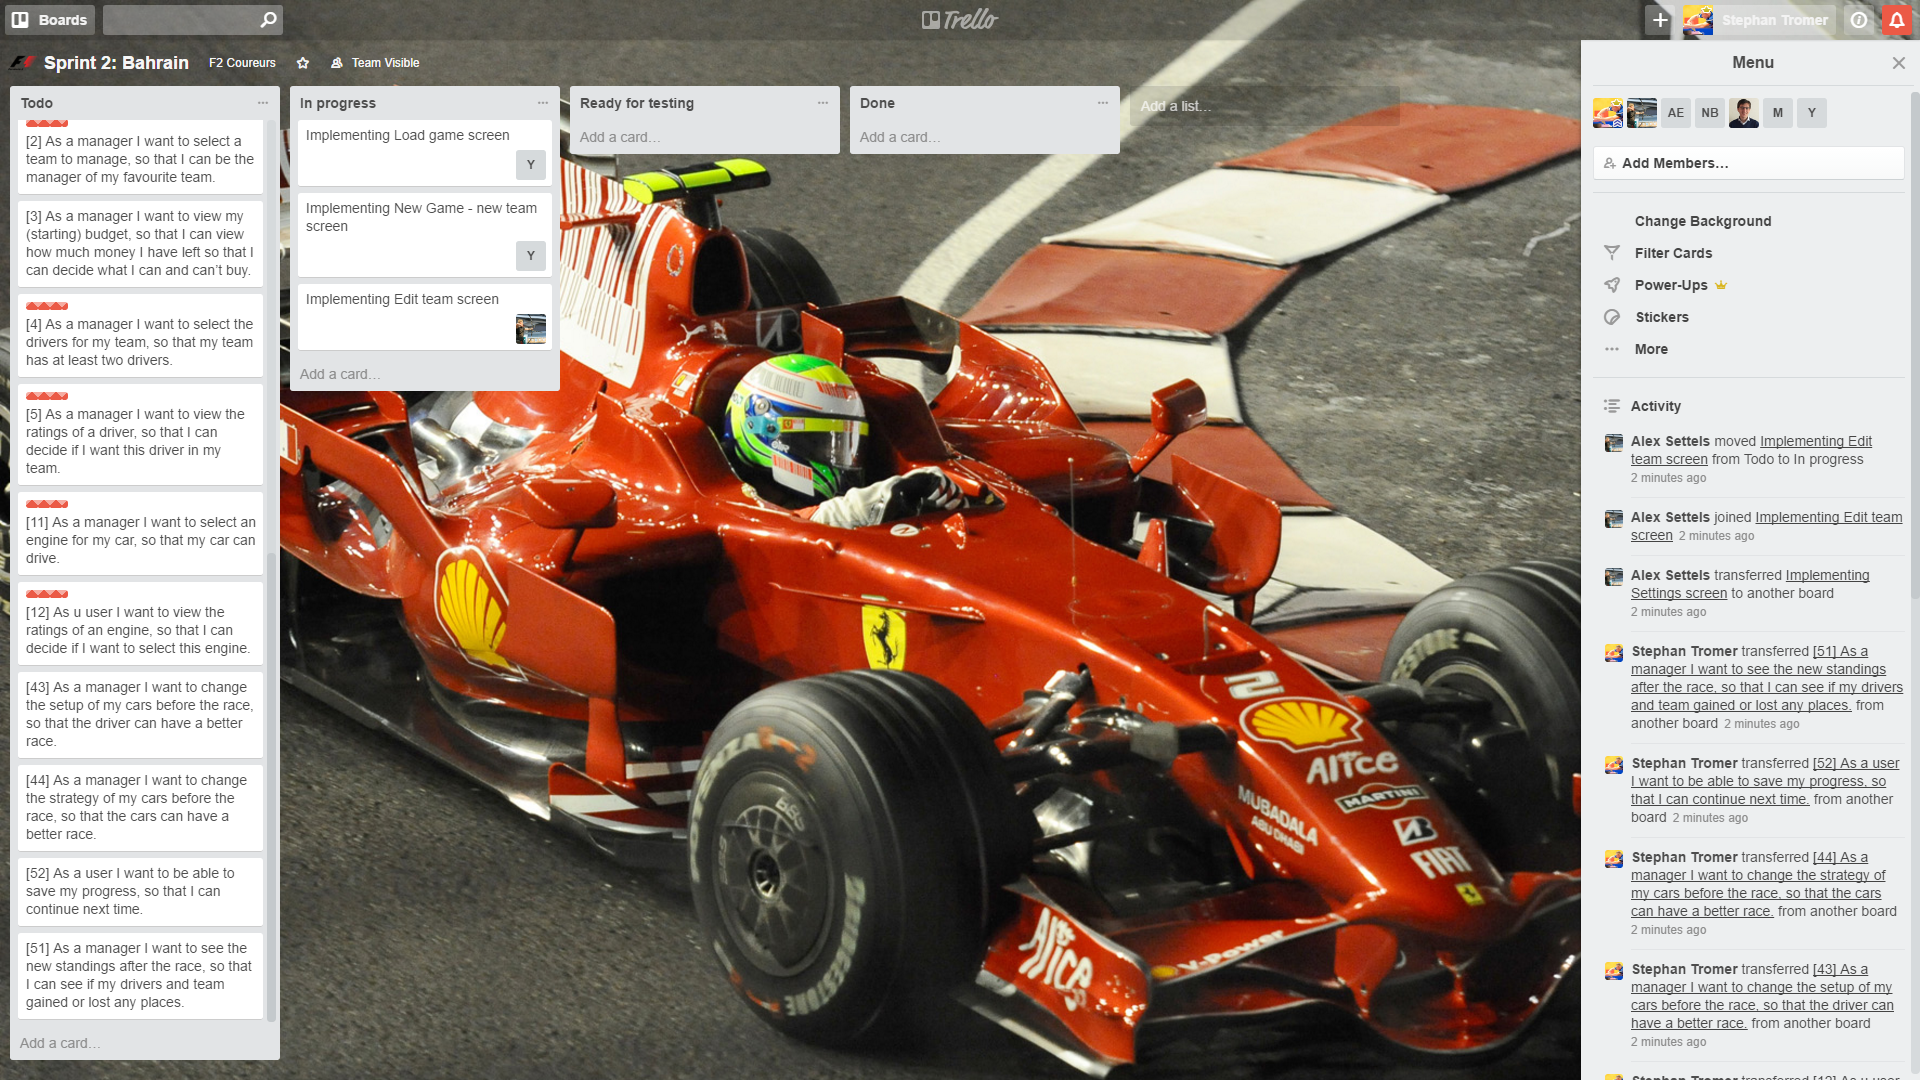 Boards
Trello
Stephan Tromer
Sprint 2: Bahrain
F2 Coureurs
Team Visible
Todo
[2] As a manager I want to select a
team to manage, so that I can be the
manager of my favourite team.
[3] As a manager I want to view my
(starting) budget, so that I can view
how much money I have left so that I
can decide what I can and can't buy.
[4] As a manager I want to select the
drivers for my team, so that my team
has at least two drivers.
[5] As a manager I want to view the
ratings of a driver, so that I can
decide if I want this driver in my
team.
[11] As a manager I want to select an
engine for my car, so that my car can
drive.
[12] As u user I want to view the
ratings of an engine, so that I can
decide if I want to select this engine.
[43] As a manager I want to change
the setup of my cars before the race,
so that the driver can have a better
race.
[44] As a manager I want to change
the strategy of my cars before the
race, so that the cars can have a
better race.
[52] As a user I want to be able to
save my progress, so that I can
continue next time.
[51] As a manager I want to see the
new standings after the race, so that
I can see if my drivers and team
gained or lost any places.
Add a card…
In progress
Implementing Load game screen
Y
Implementing New Game - new team
screen
Y
Implementing Edit team screen
Add a card…
Ready for testing
Add a card…
Done
Add a card…
Add a list…
2
Alice
MARTINI
MUBADALA
ABU DHABI
FIAT
Alice
V-Power
Menu
AE
NB
M
Y
Add Members…
Change Background
Filter Cards
Power-Ups
Stickers
More
Activity
Alex Settels moved Implementing Edit
team screen from Todo to In progress
2 minutes ago
Alex Settels joined Implementing Edit team
screen 2 minutes ago
Alex Settels transferred Implementing
Settings screen to another board
2 minutes ago
Stephan Tromer transferred [51] As a
manager I want to see the new standings
after the race, so that I can see if my drivers
and team gained or lost any places. from
another board 2 minutes ago
Stephan Tromer transferred [52] As a user
I want to be able to save my progress, so
that I can continue next time. from another
board 2 minutes ago
Stephan Tromer transferred [44] As a
manager I want to change the strategy of
my cars before the race, so that the cars
can have a better race. from another board
2 minutes ago
Stephan Tromer transferred [43] As a
manager I want to change the setup of my
cars before the race, so that the driver can
have a better race. from another board
2 minutes ago
Stephan Tromer transferred [12] As u user